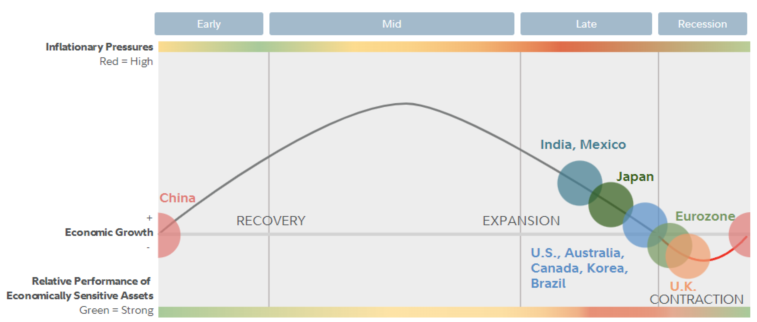 Early
Mid
Late
Recession
Inflationary Pressures
Red = High
India, Mexico
Japan
China
Eurozone
+
Economic Growth
-
RECOVERY
EXPANSION
U.S., Australia,
Canada, Korea,
Brazil
U.K.
CONTRACTION
Relative Performance of
Economically Sensitive Assets
Green = Strong